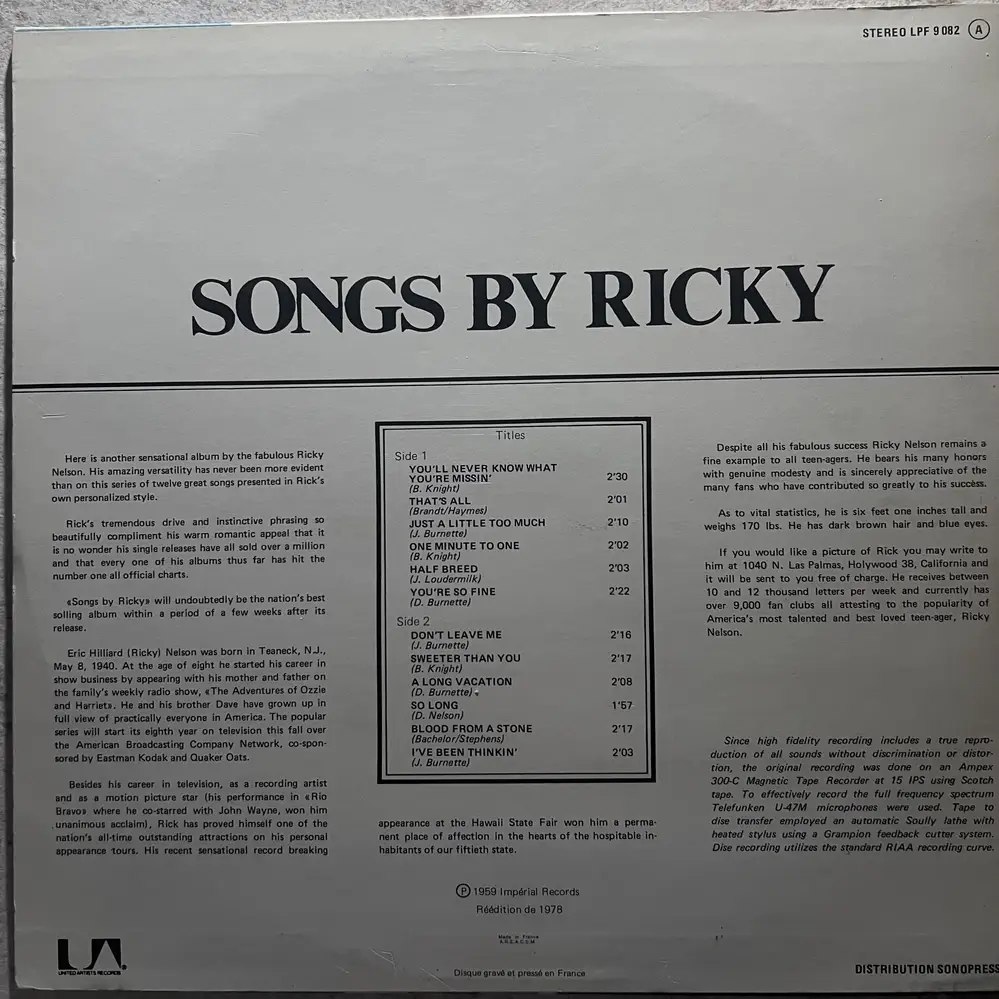 STEREO LPF 9082 Ⓐ
SONGS BY RICKY
Here is another sensational album by the fabulous Ricky
Nelson. His amazing versatility has never been more evident
than on this series of twelve great songs presented in Rick's
own personalized style.
Rick's tremendous drive and instinctive phrasing so
beautifully compliment his warm romantic appeal that it
is no wonder his single releases have all sold over a million
and that every one of his albums thus far has hit the
number one all official charts.
«Songs by Ricky» will undoubtedly be the nation's best
solling album within a period of a few weeks after its
release.
Eric Hilliard (Ricky) Nelson was born in Teaneck, N.J.,
May 8, 1940. At the age of eight he started his career in
show business by appearing with his mother and father on
the family's weekly radio show, «The Adventures of Ozzie
and Harriet». He and his brother Dave have grown up in
full view of practically everyone in America. The popular
series will start its eighth year on television this fall over
the American Broadcasting Company Network, co-spon-
sored by Eastman Kodak and Quaker Oats.
Besides his career in television, as a recording artist
and as a motion picture star (his performance in «Rio
Bravo» where he co-starred with John Wayne, won him
unanimous acclaim), Rick has proved himself one of the
nation's all-time outstanding attractions on his personal
appearance tours. His recent sensational record breaking
Titles
Side 1
YOU'LL NEVER KNOW WHAT
YOU'RE MISSIN' 2'30
(B. Knight)
THAT'S ALL 2'01
(Brandt/Haymes)
JUST A LITTLE TOO MUCH 2'10
(J. Burnette)
ONE MINUTE TO ONE 2'02
(B. Knight)
HALF BREED 2'03
(J. Loudermilk)
YOU'RE SO FINE 2'22
(D. Burnette)
Side 2
DON'T LEAVE ME 2'16
(J. Burnette)
SWEETER THAN YOU 2'17
(B. Knight)
A LONG VACATION 2'08
(D. Burnette)
SO LONG 1'57
(D. Nelson)
BLOOD FROM A STONE 2'17
(Bachelor/Stephens)
I'VE BEEN THINKIN' 2'03
(J. Burnette)
appearance at the Hawaii State Fair won him a perma-
nent place of affection in the hearts of the hospitable in-
habitants of our fiftieth state.
Despite all his fabulous success Ricky Nelson remains a
fine example to all teen-agers. He bears his many honors
with genuine modesty and is sincerely appreciative of the
many fans who have contributed so greatly to his success.
As to vital statistics, he is six feet one inches tall and
weighs 170 lbs. He has dark brown hair and blue eyes.
If you would like a picture of Rick you may write to
him at 1040 N. Las Palmas, Holywood 38, California and
it will be sent to you free of charge. He receives between
10 and 12 thousand letters per week and currently has
over 9,000 fan clubs all attesting to the popularity of
America's most talented and best loved teen-ager, Ricky
Nelson.
Since high fidelity recording includes a true repro-
duction of all sounds without discrimination or distor-
tion, the original recording was done on an Ampex
300-C Magnetic Tape Recorder at 15 IPS using Scotch
tape. To effectively record the full frequency spectrum
Telefunken U-47M microphones were used. Tape to
dise transfer employed an automatic Soully lathe with
heated stylus using a Grampion feedback cutter system.
Dise recording utilizes the standard RIAA recording curve.
Ⓟ 1959 Impérial Records
Réédition de 1978
Made in France
A.R.E.A.C.E.M
Disque gravé et pressé en France
UA
UNITED ARTISTS RECORDS
DISTRIBUTION SONOPRESS